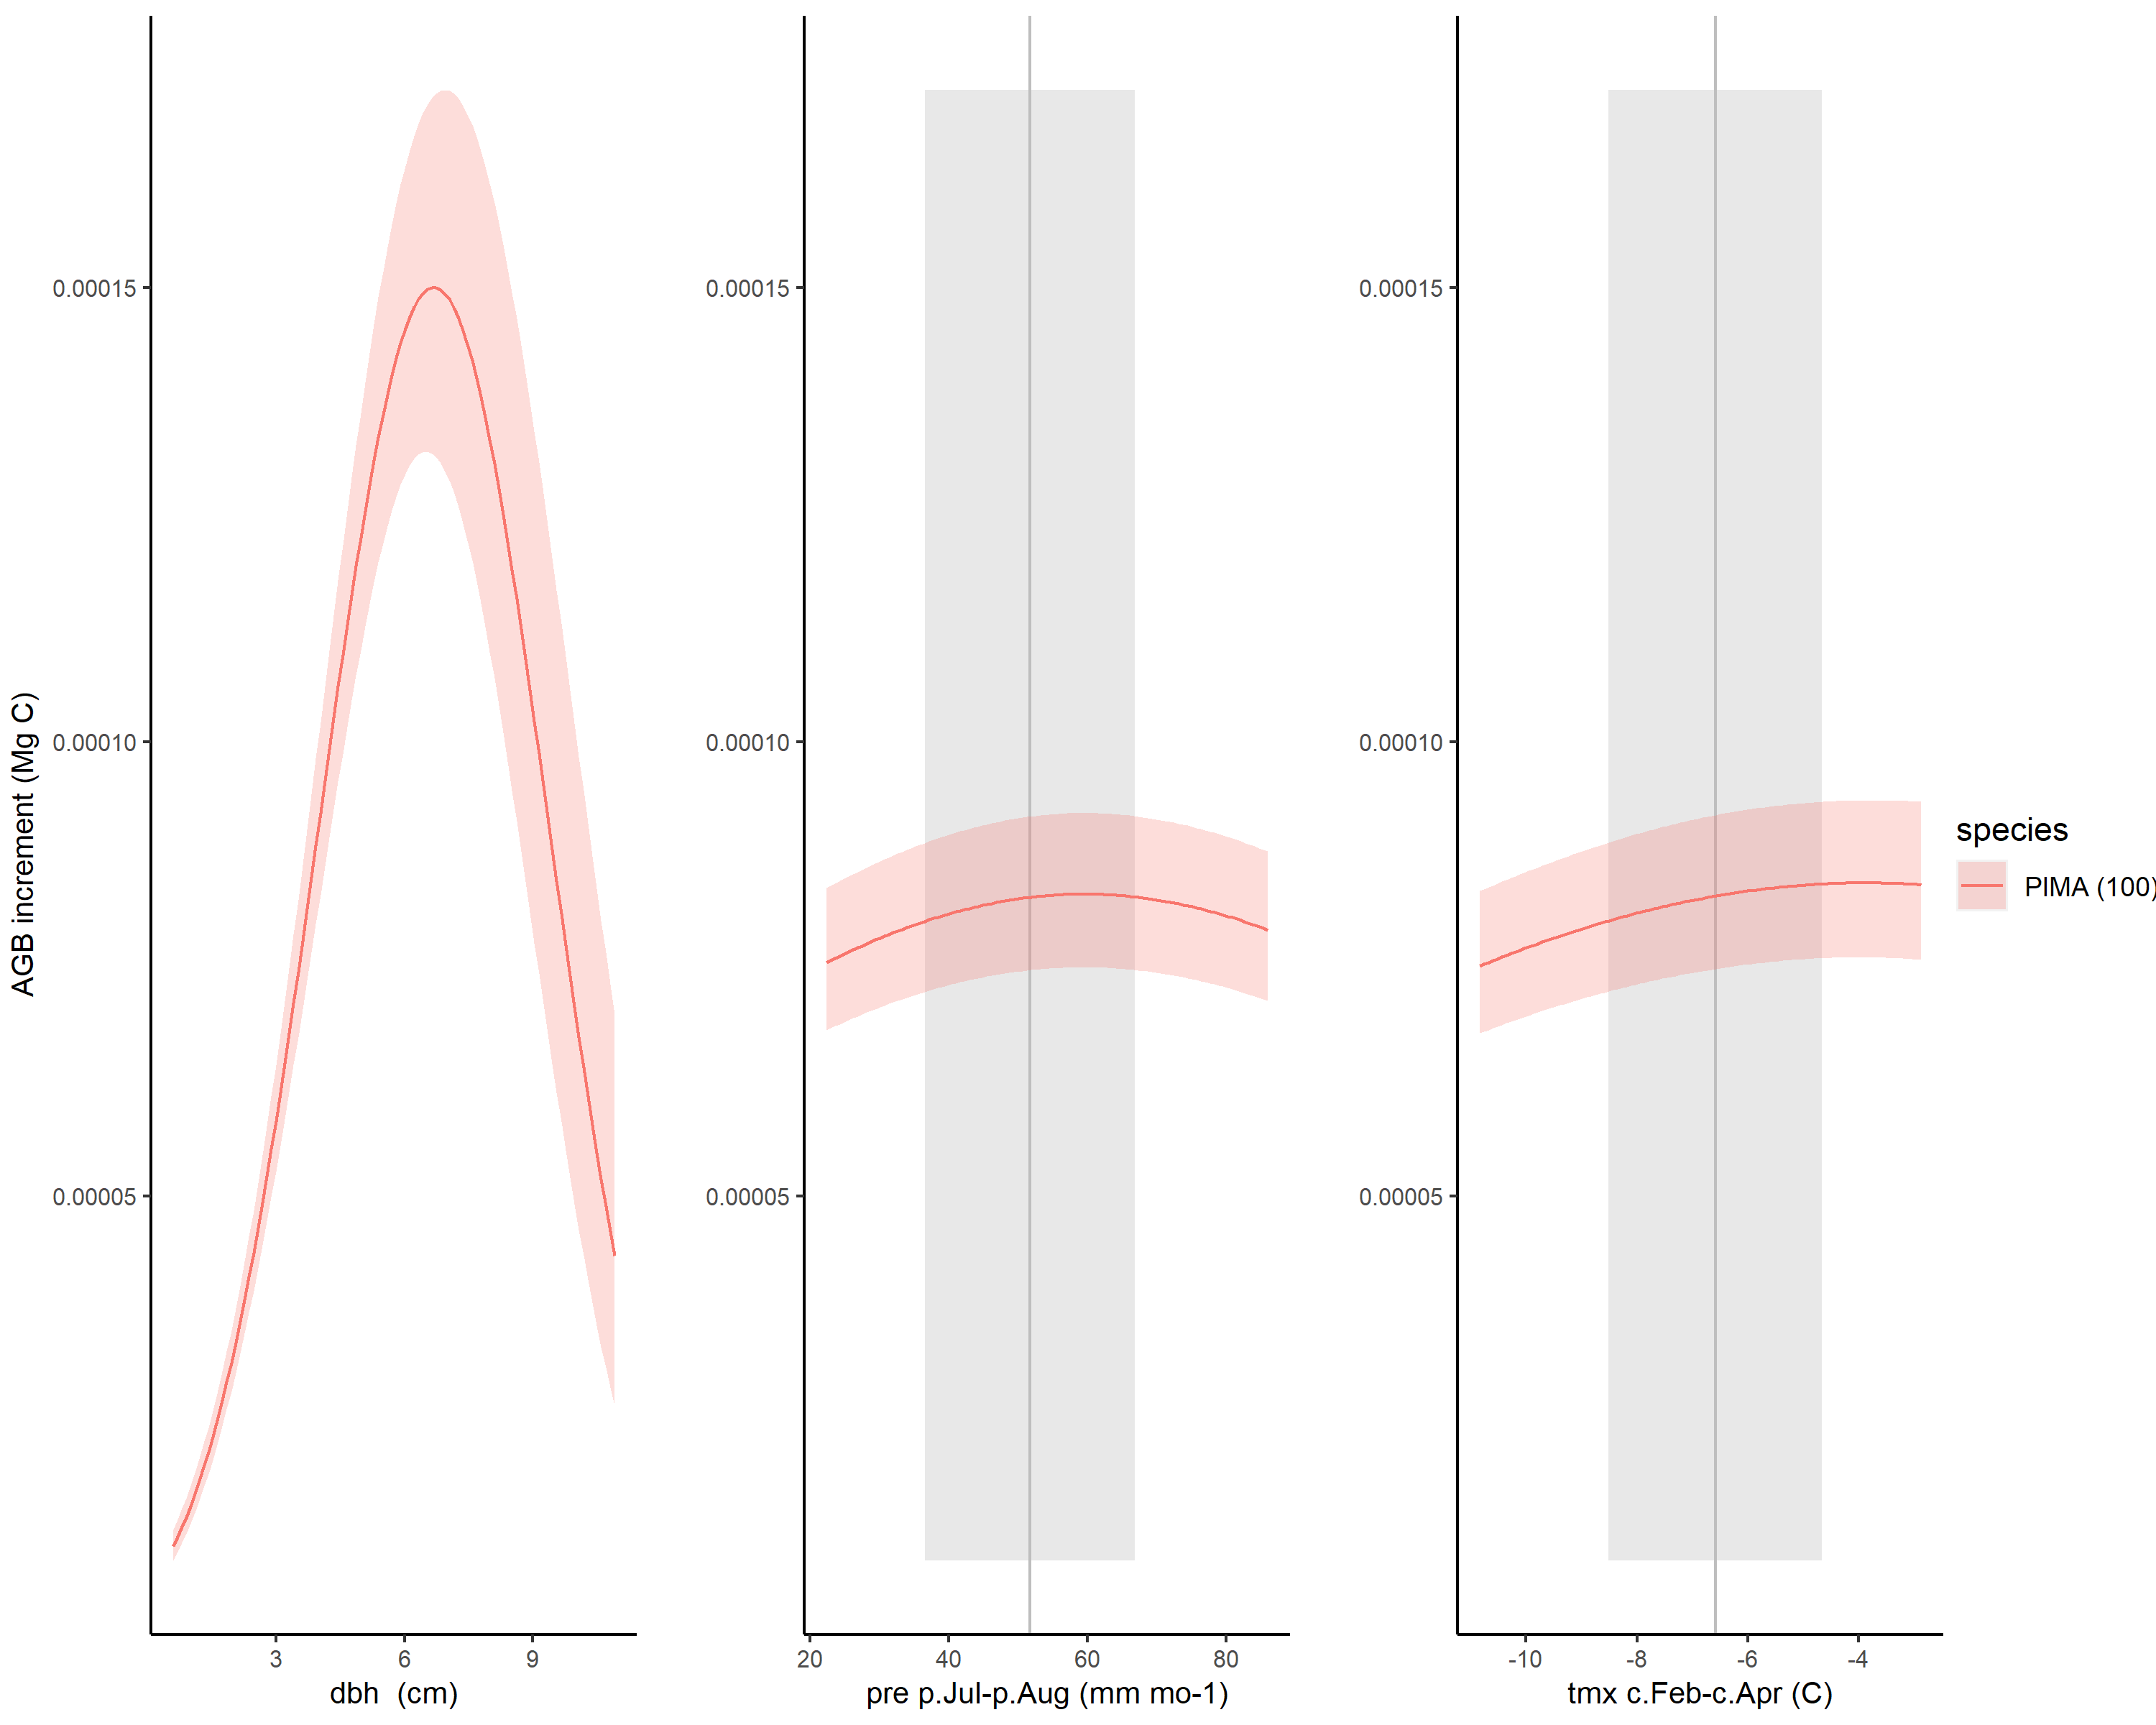 AGB increment (Mg C)
0.00015
0.00010
0.00005
3 6 9
dbh (cm)
0.00015
0.00010
0.00005
20 40 60 80
pre p.Jul-p.Aug (mm mo-1)
0.00015
0.00010
0.00005
-10 -8 -6 -4
tmx c.Feb-c.Apr (C)
species
PIMA (100)